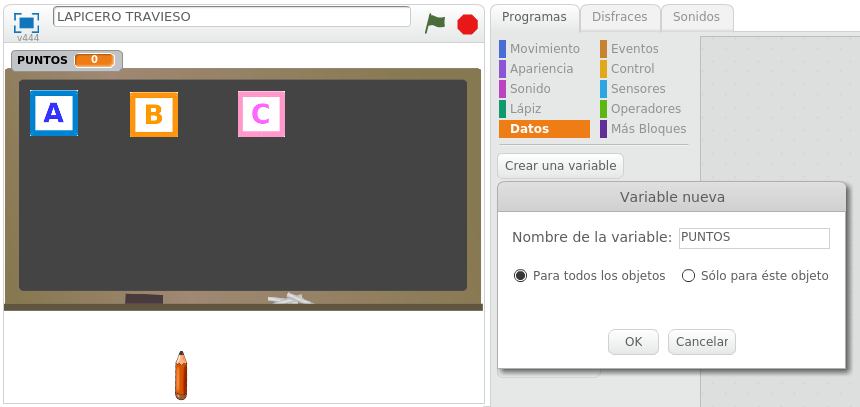 LAPICERO TRAVIESO
v444
PUNTOS 0
A B C
Programas Disfraces Sonidos
Movimiento Eventos
Apariencia Control
Sonido Sensores
Lápiz Operadores
Datos Más Bloques
Crear una variable
Variable nueva
Nombre de la variable: PUNTOS
Para todos los objetos Sólo para éste objeto
OK Cancelar